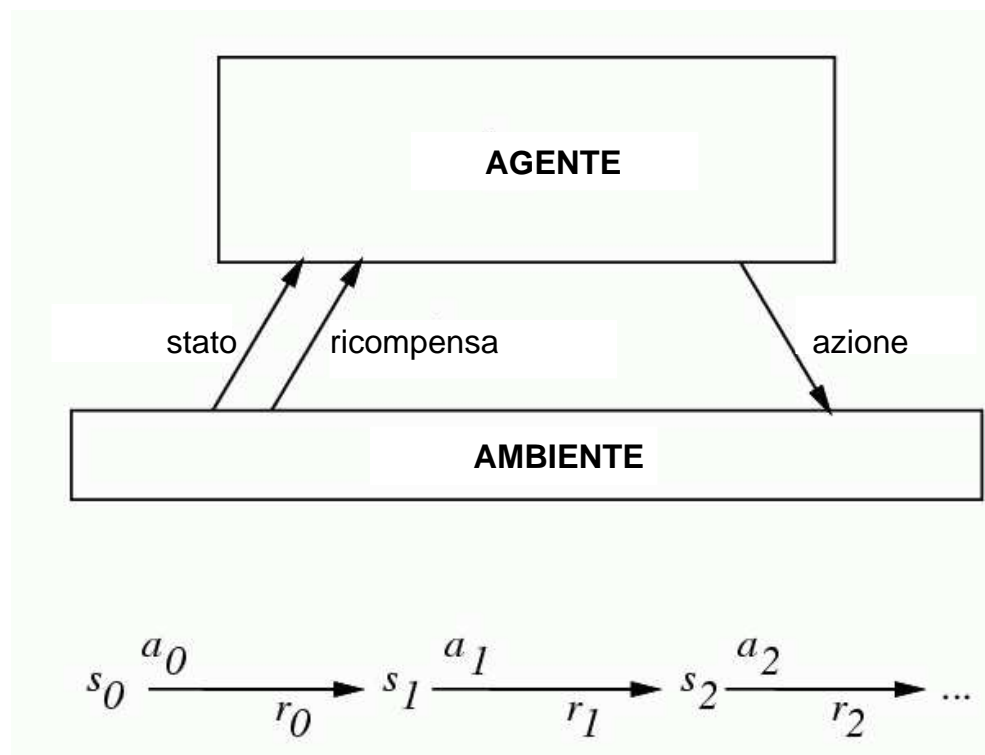 AGENTE
stato ricompensa azione
AMBIENTE
a0 a1 a2
s0 s1 s2 ...
r0 r1 r2